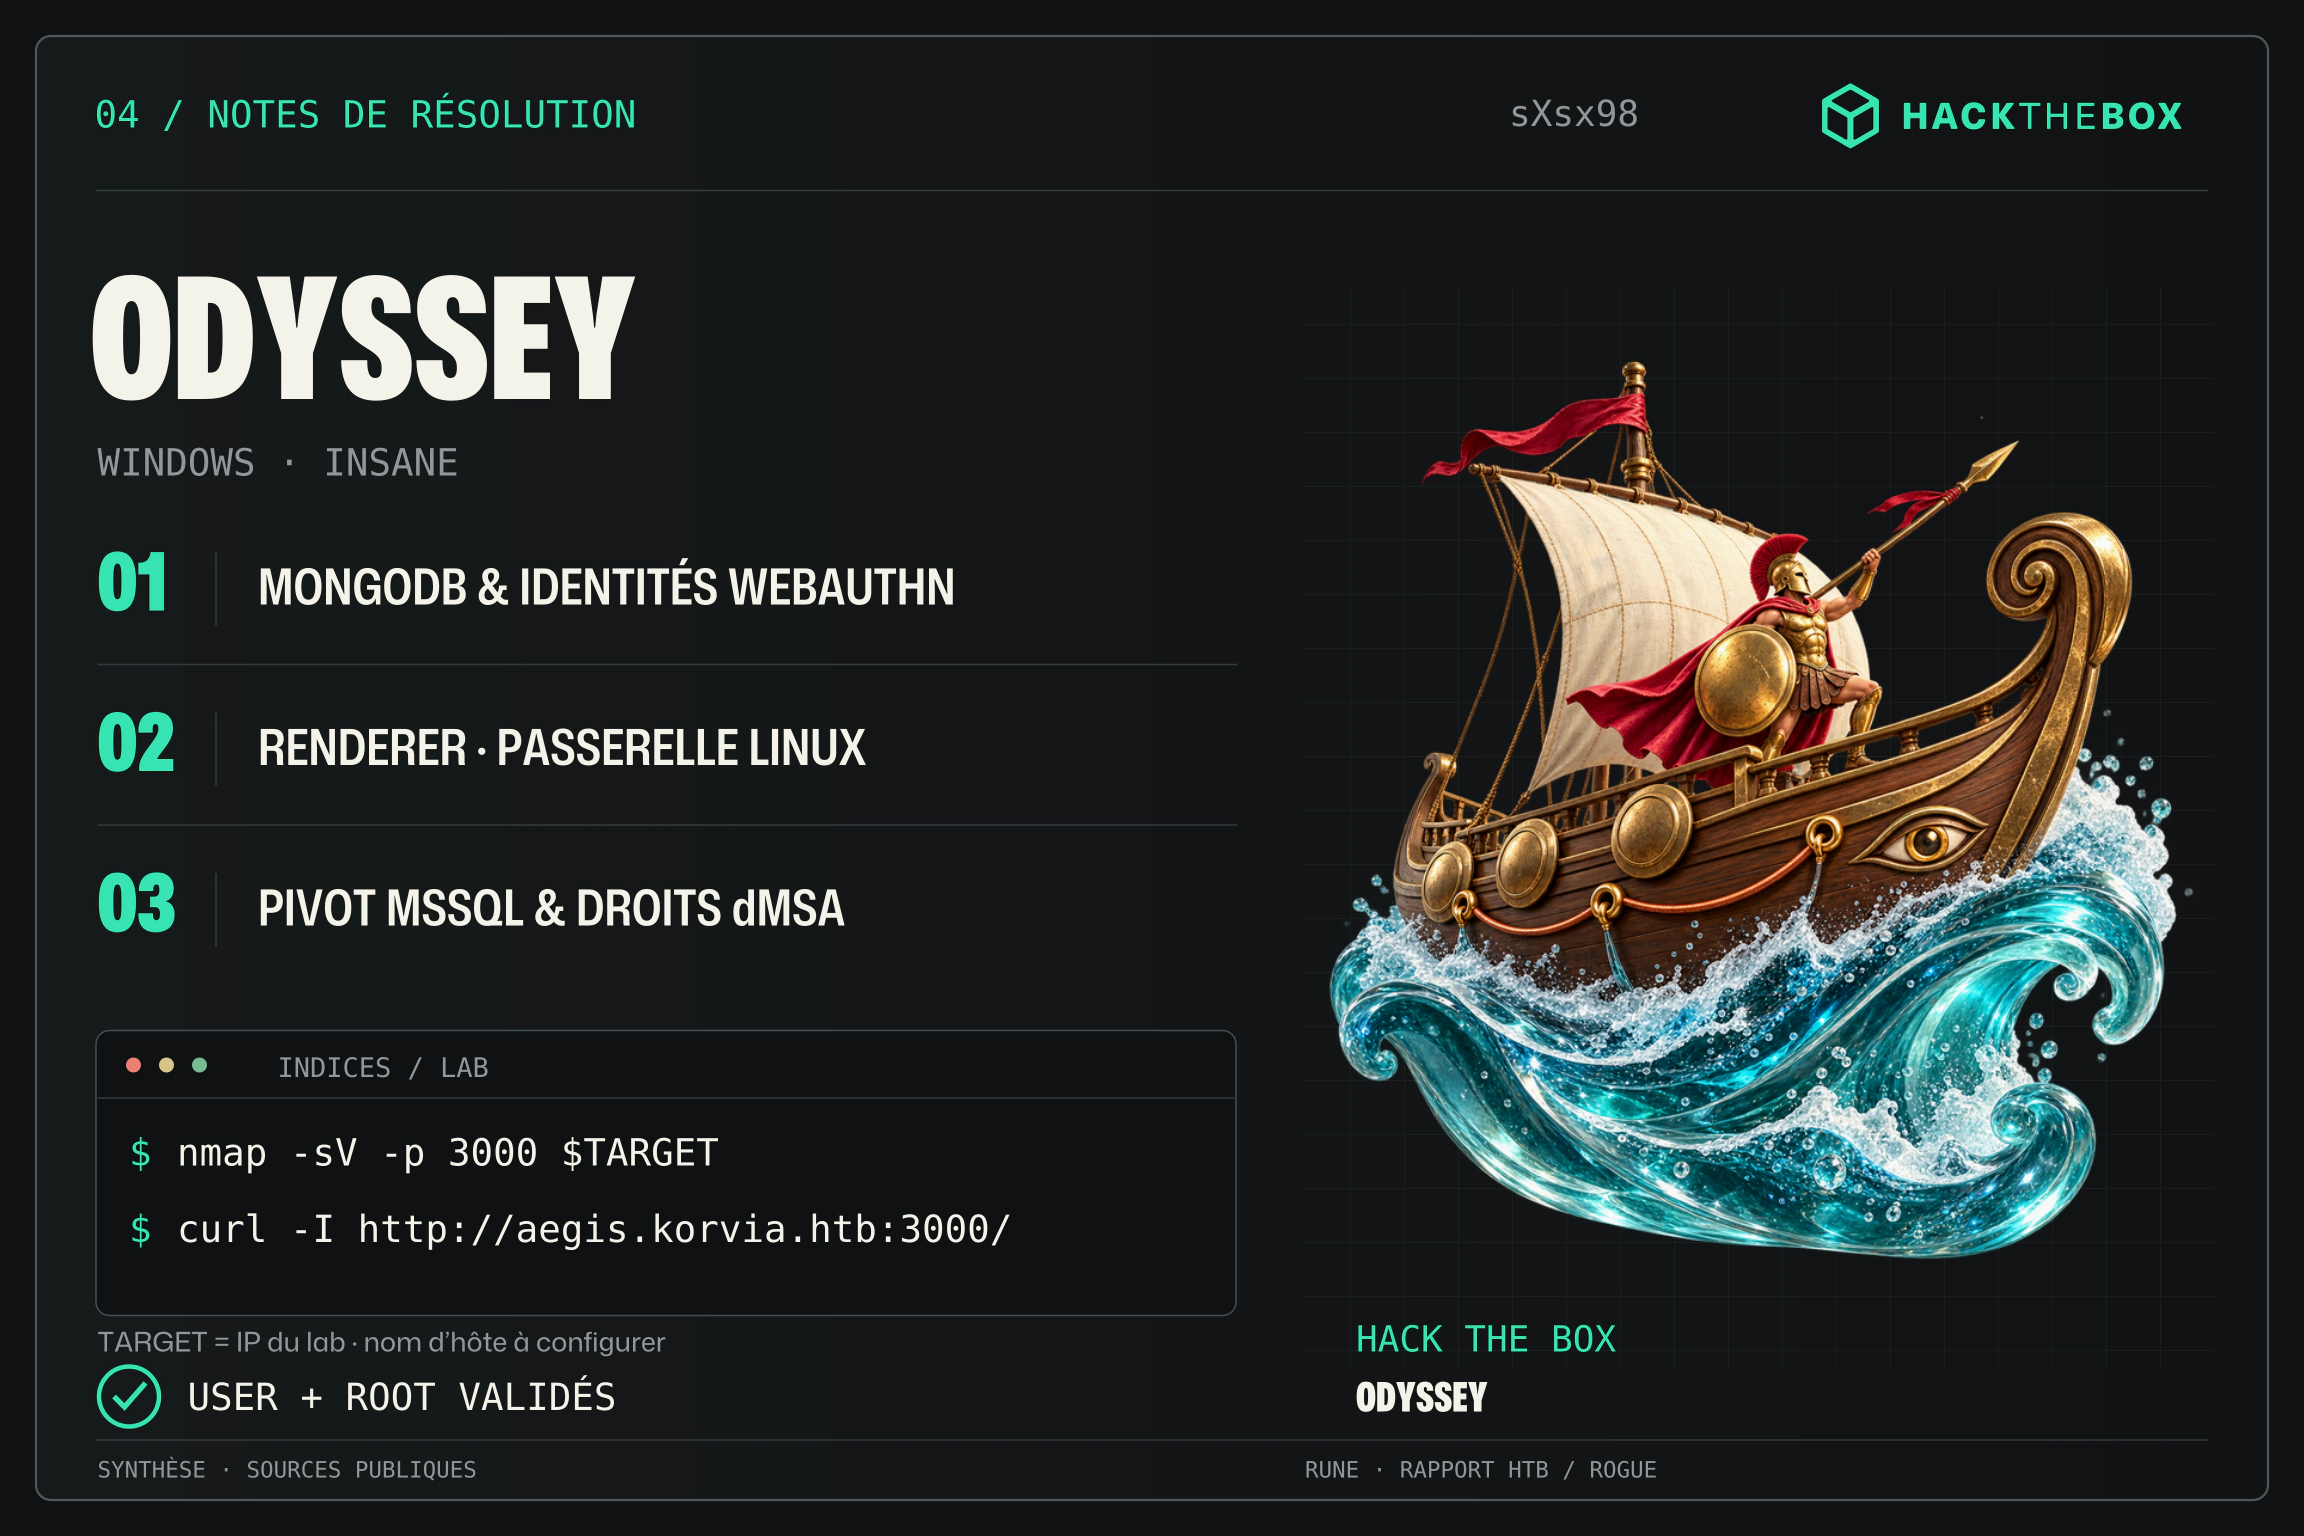 04 / NOTES DE RÉSOLUTION
sXsx98
HACKTHEBOX
ODYSSEY
WINDOWS · INSANE
01 MONGODB & IDENTITÉS WEBAUTHN
02 RENDERER · PASSERELLE LINUX
03 PIVOT MSSQL & DROITS dMSA
INDICES / LAB
$ nmap -sV -p 3000 $TARGET
$ curl -I http://aegis.korvia.htb:3000/
TARGET = IP du lab · nom d’hôte à configurer
USER + ROOT VALIDÉS
HACK THE BOX
ODYSSEY
SYNTHÈSE · SOURCES PUBLIQUES
RUNE · RAPPORT HTB / ROGUE